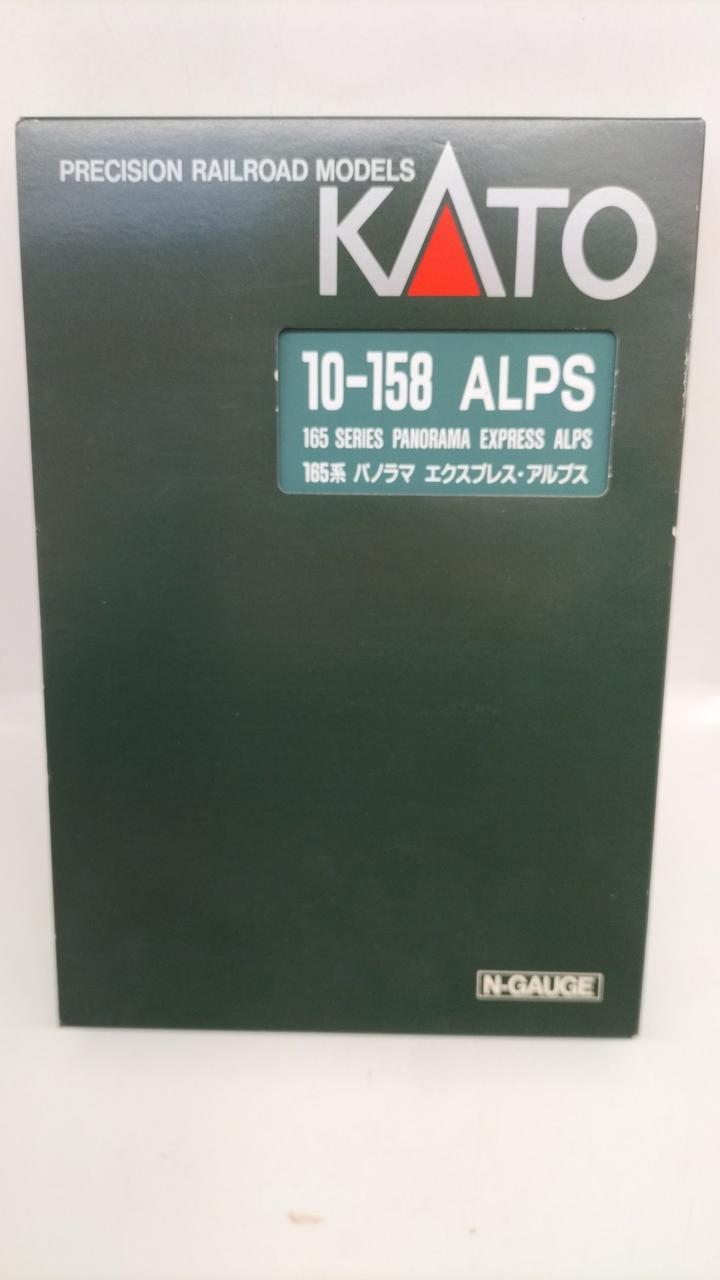 PRECISION RAILROAD MODELS
KATO
10-158 ALPS
165 SERIES PANORAMA EXPRESS ALPS
165系 パノラマ エクスプレス・アルプス
N-GAUGE